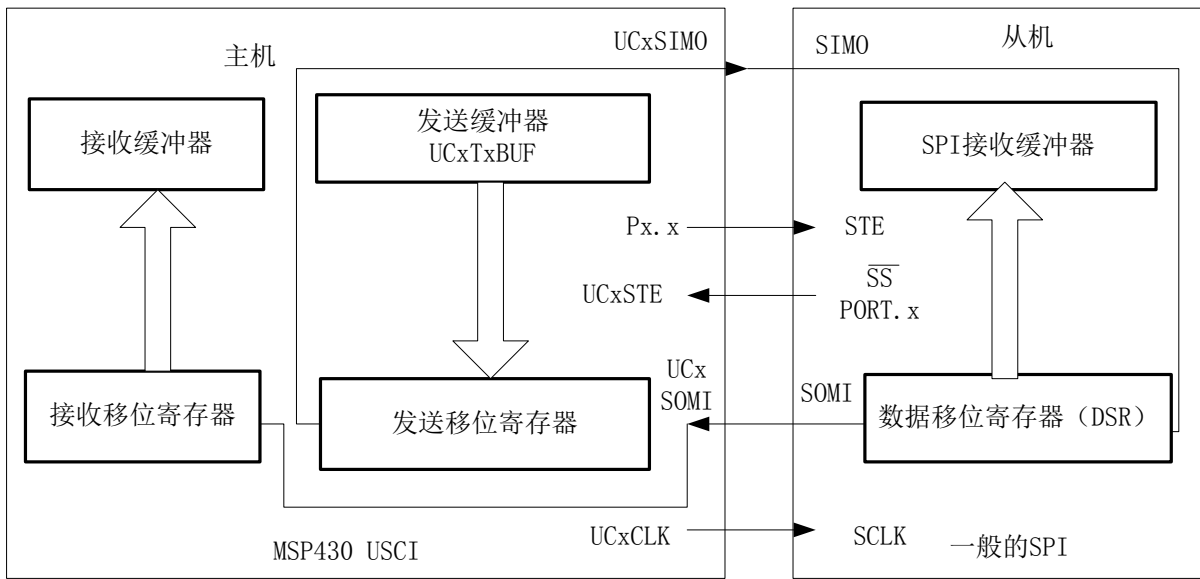 主机
UCxSIMO
接收缓冲器
发送缓冲器
UCxTxBUF
Px.x
UCxSTE
接收移位寄存器
发送移位寄存器
UCx
SOMI
UCxCLK
MSP430 USCI
从机
SIMO
SPI接收缓冲器
STE
SS
PORT.x
SOMI
数据移位寄存器（DSR）
SCLK
一般的SPI